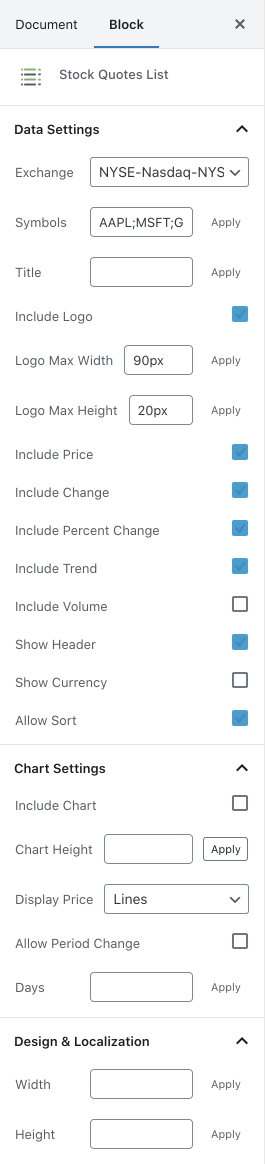 Document Block ×
Stock Quotes List
Data Settings
Exchange NYSE-Nasdaq-NYS
Symbols AAPL;MSFT;G Apply
Title Apply
Include Logo
Logo Max Width 90px Apply
Logo Max Height 20px Apply
Include Price
Include Change
Include Percent Change
Include Trend
Include Volume
Show Header
Show Currency
Allow Sort
Chart Settings
Include Chart
Chart Height Apply
Display Price Lines
Allow Period Change
Days Apply
Design & Localization
Width Apply
Height Apply